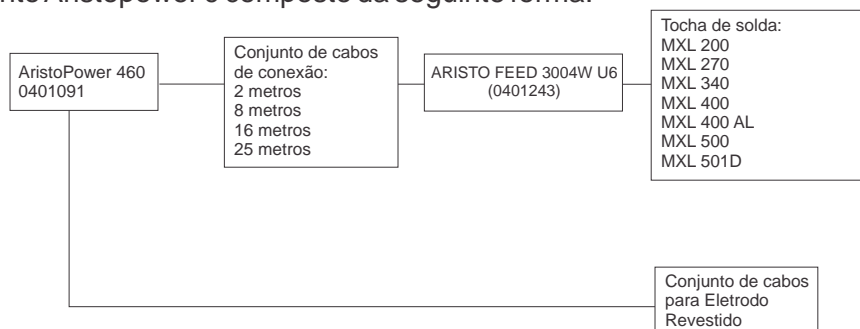 Aristopower é composto da seguinte forma:
AristoPower 460
0401091
Conjunto de cabos
de conexão:
2 metros
8 metros
16 metros
25 metros
ARISTO FEED 3004W U6
(0401243)
Tocha de solda:
MXL 200
MXL 270
MXL 340
MXL 400
MXL 400 AL
MXL 500
MXL 501D
Conjunto de cabos
para Eletrodo
Revestido